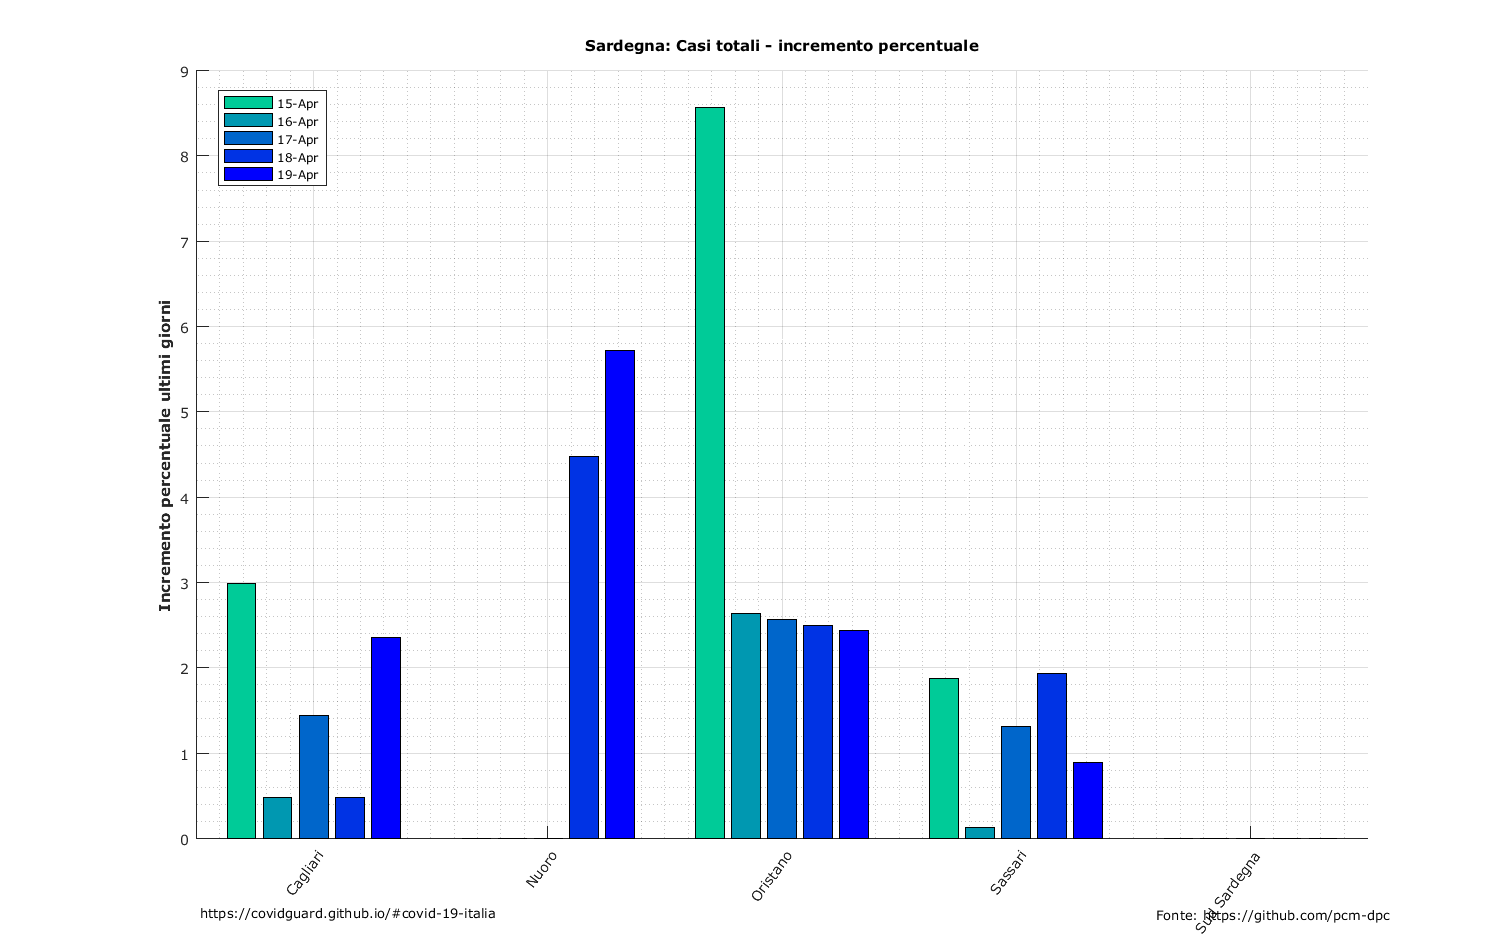 Sardegna: Casi totali - incremento percentuale
9
8
7
6
5
4
3
2
1
0
Incremento percentuale ultimi giorni
15-Apr
16-Apr
17-Apr
18-Apr
19-Apr
Cagliari
Nuoro
Oristano
Sassari
Sud Sardegna
https://covidguard.github.io/#covid-19-italia
Fonte: https://github.com/pcm-dpc